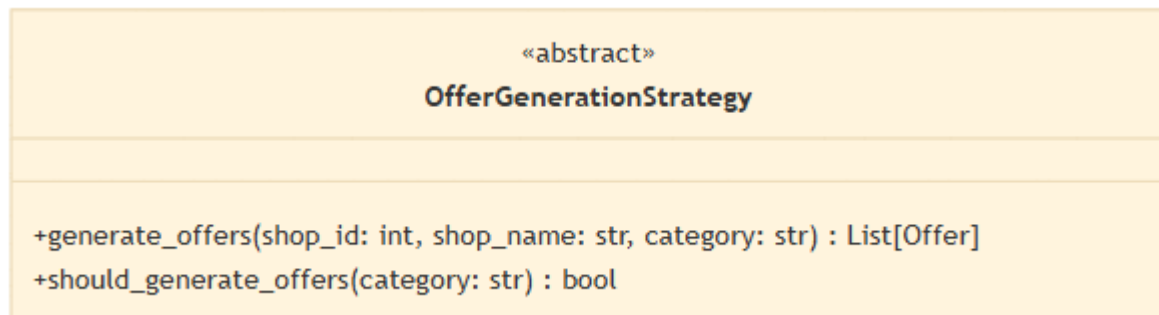 «abstract»
OfferGenerationStrategy
+generate_offers(shop_id: int, shop_name: str, category: str) : List[Offer]
+should_generate_offers(category: str) : bool